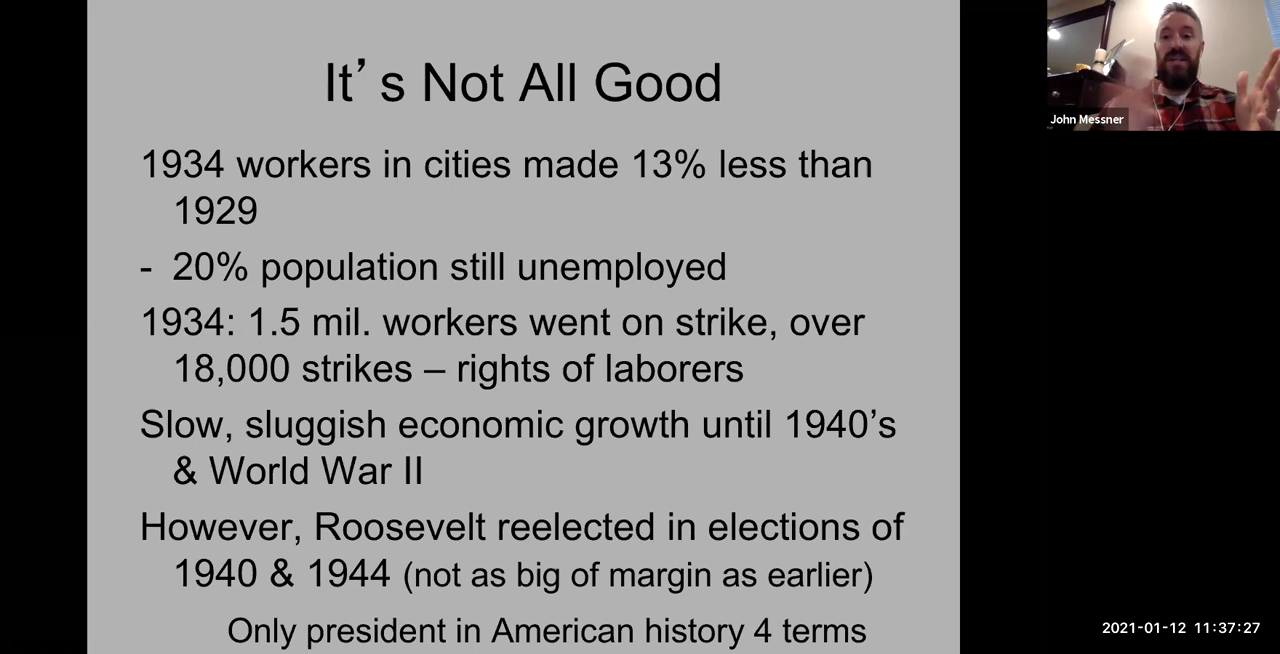 It’s Not All Good
1934 workers in cities made 13% less than
1929
- 20% population still unemployed
1934: 1.5 mil. workers went on strike, over
18,000 strikes – rights of laborers
Slow, sluggish economic growth until 1940’s
& World War II
However, Roosevelt reelected in elections of
1940 & 1944 (not as big of margin as earlier)
Only president in American history 4 terms
John Messner
2021-01-12 11:37:27